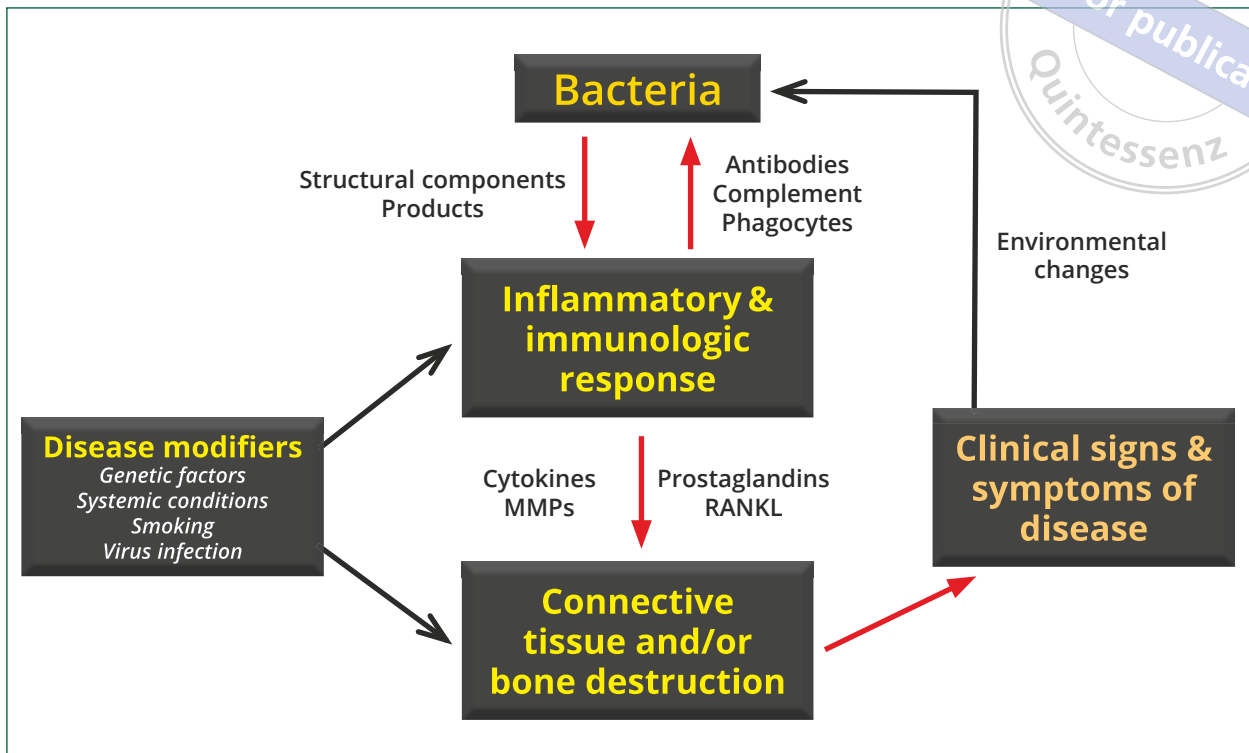 or publica
Quintessenz
Bacteria
Structural components
Products
Antibodies
Complement
Phagocytes
Environmental
changes
Inflammatory &
immunologic
response
Disease modifiers
Genetic factors
Systemic conditions
Smoking
Virus infection
Cytokines
MMPs
Prostaglandins
RANKL
Clinical signs &
symptoms of
disease
Connective
tissue and/or
bone destruction